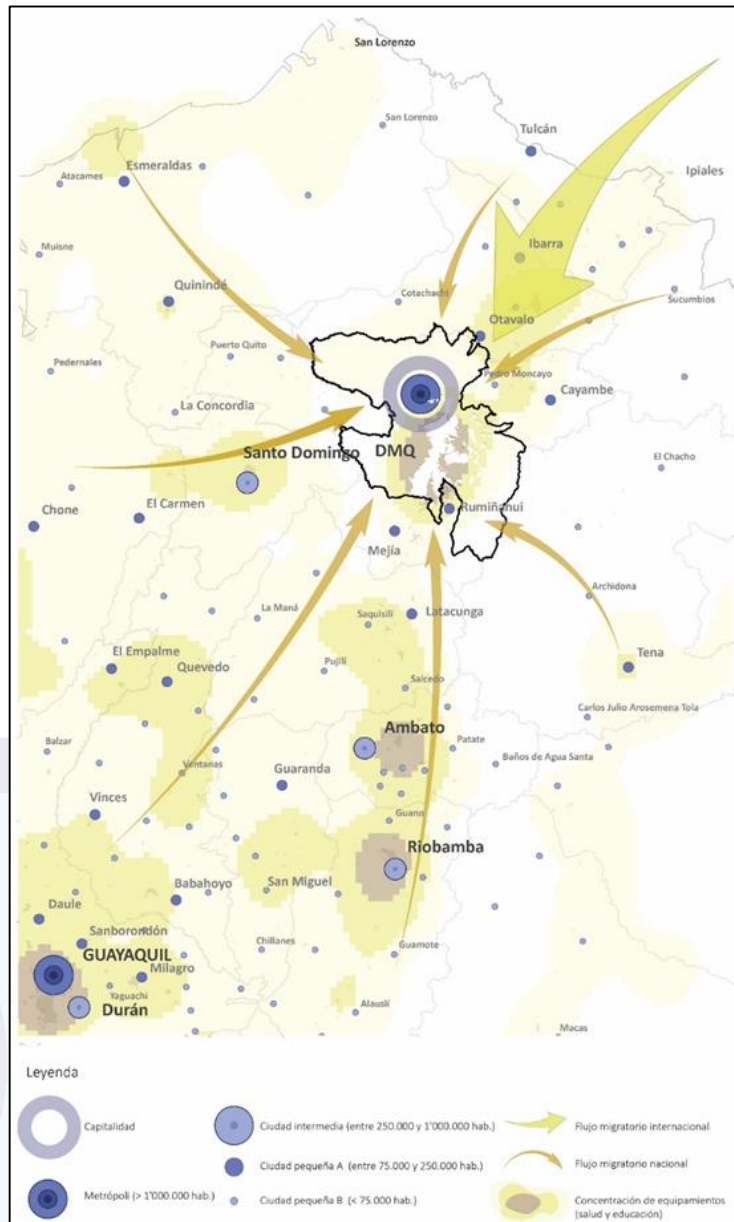 San Lorenzo
San Lorenzo
Tulcán
Esmeraldas
Atacames
Ipiales
Muisne
Ibarra
Quinindé
Cotachachi
Sucumbios
Otavalo
Puerto Quito
Pedernales
Pedro Moncayo
Cayambe
La Concordia
Santo Domingo
DMQ
El Chacho
Chone
El Carmen
Rumiñahui
Mejía
Archidona
La Maná
Saquisilí
Latacunga
El Empalme
Quevedo
Pujilí
Salcedo
Tena
Carlos Julio Arosemena Tola
Ambato
Balzar
Patate
Baños de Agua Santa
Ventanas
Guaranda
Vinces
Guano
Riobamba
Babahoyo
San Miguel
Daule
Sanborondón
Chillanes
Guamote
GUAYAQUIL
Milagro
Yaguachi
Durán
Alausí
Macas
Leyenda
Capitalidad
Ciudad intermedia (entre 250.000 y 1'000.000 hab.)
Flujo migratorio internacional
Ciudad pequeña A (entre 75.000 y 250.000 hab.)
Flujo migratorio nacional
Metrópoli (> 1'000.000 hab.)
Ciudad pequeña B (< 75.000 hab.)
Concentración de equipamientos
(salud y educación)